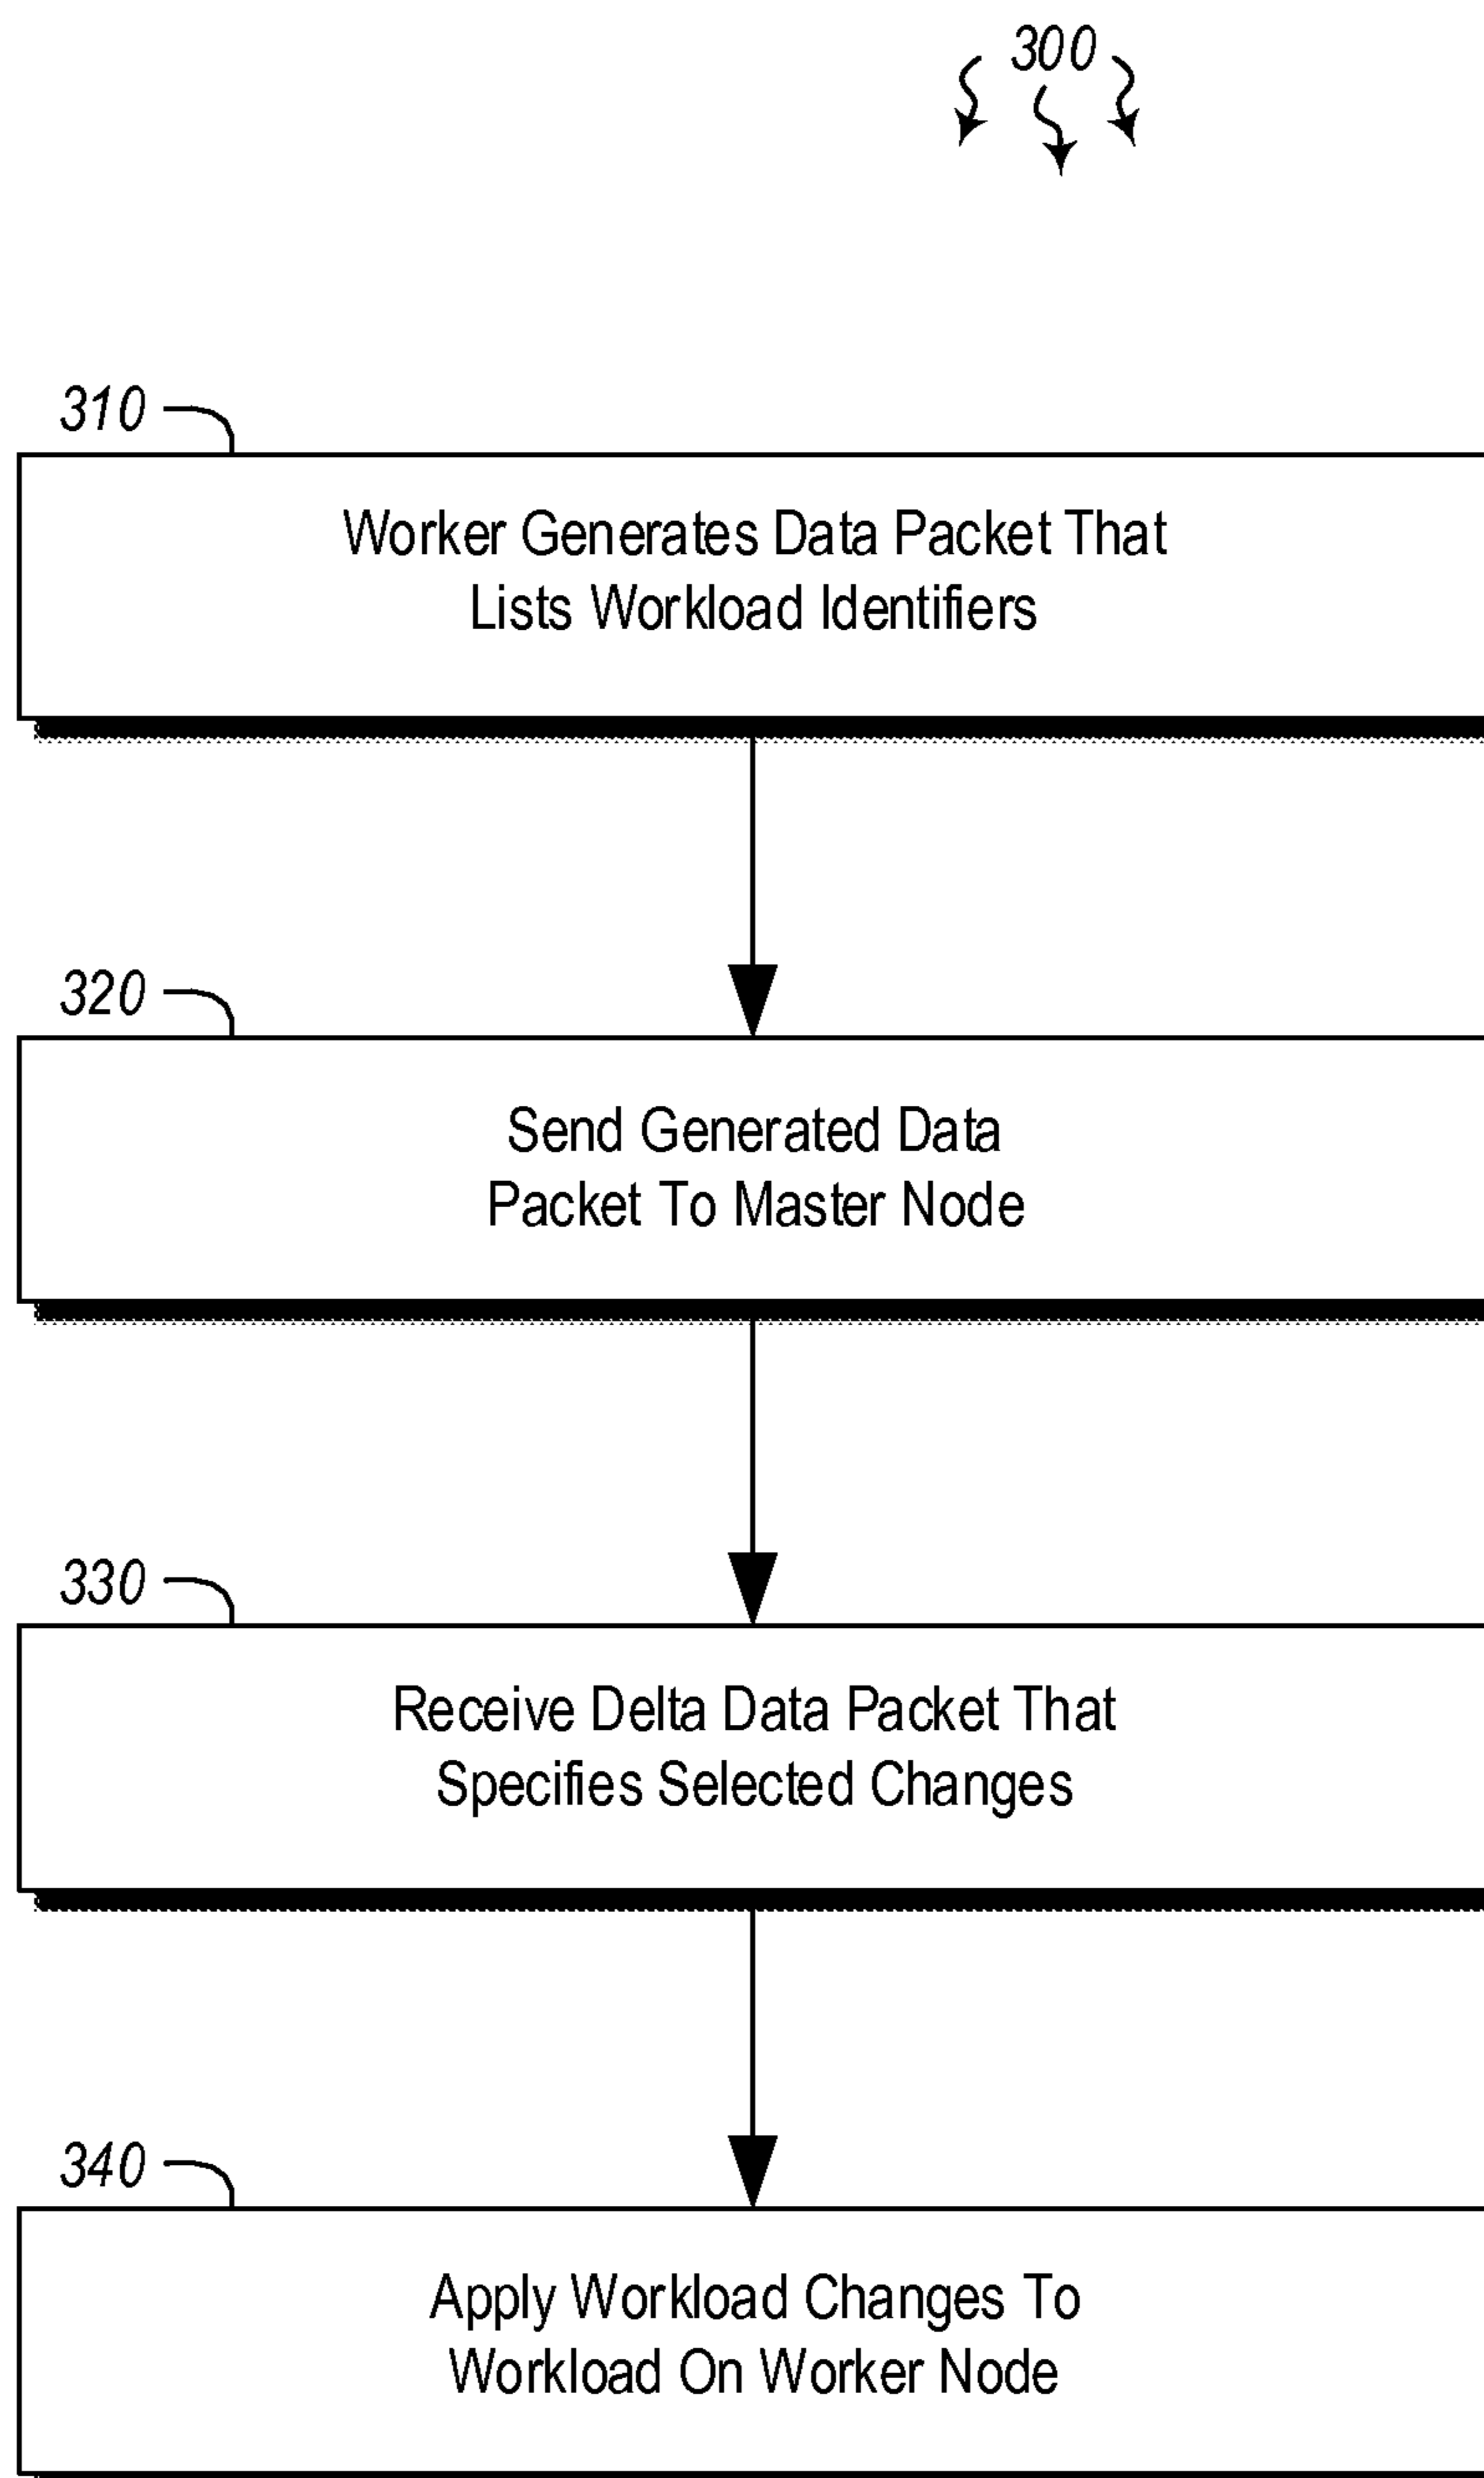 300
310
Worker Generates Data Packet That
Lists Workload Identifiers
320
Send Generated Data
Packet To Master Node
330
Receive Delta Data Packet That
Specifies Selected Changes
340
Apply Workload Changes To
Workload On Worker Node